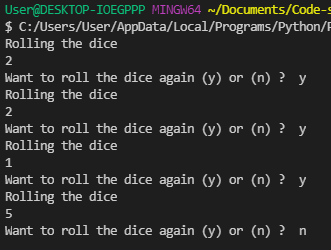 User@DESKTOP-IOEGPPP MINGW64 ~/Documents/Code-s
$ C:/Users/User/AppData/Local/Programs/Python/
Rolling the dice
2
Want to roll the dice again (y) or (n) ?  y
Rolling the dice
2
Want to roll the dice again (y) or (n) ?  y
Rolling the dice
1
Want to roll the dice again (y) or (n) ?  y
Rolling the dice
5
Want to roll the dice again (y) or (n) ?  n